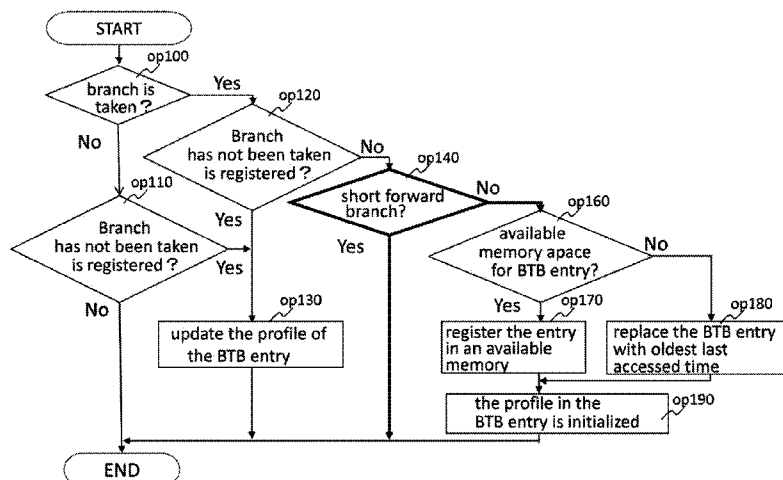 START
op100
branch is
taken ?
Yes
No
op120
Branch
has not been taken
is registered ?
No
Yes
op140
short forward
branch?
No
Yes
op110
Branch
has not been taken
is registered ?
Yes
No
op160
available
memory apace
for BTB entry?
No
Yes
op130
update the profile of
the BTB entry
op170
register the entry
in an available
memory
op180
replace the BTB entry
with oldest last
accessed time
op190
the profile in the
BTB entry is initialized
END